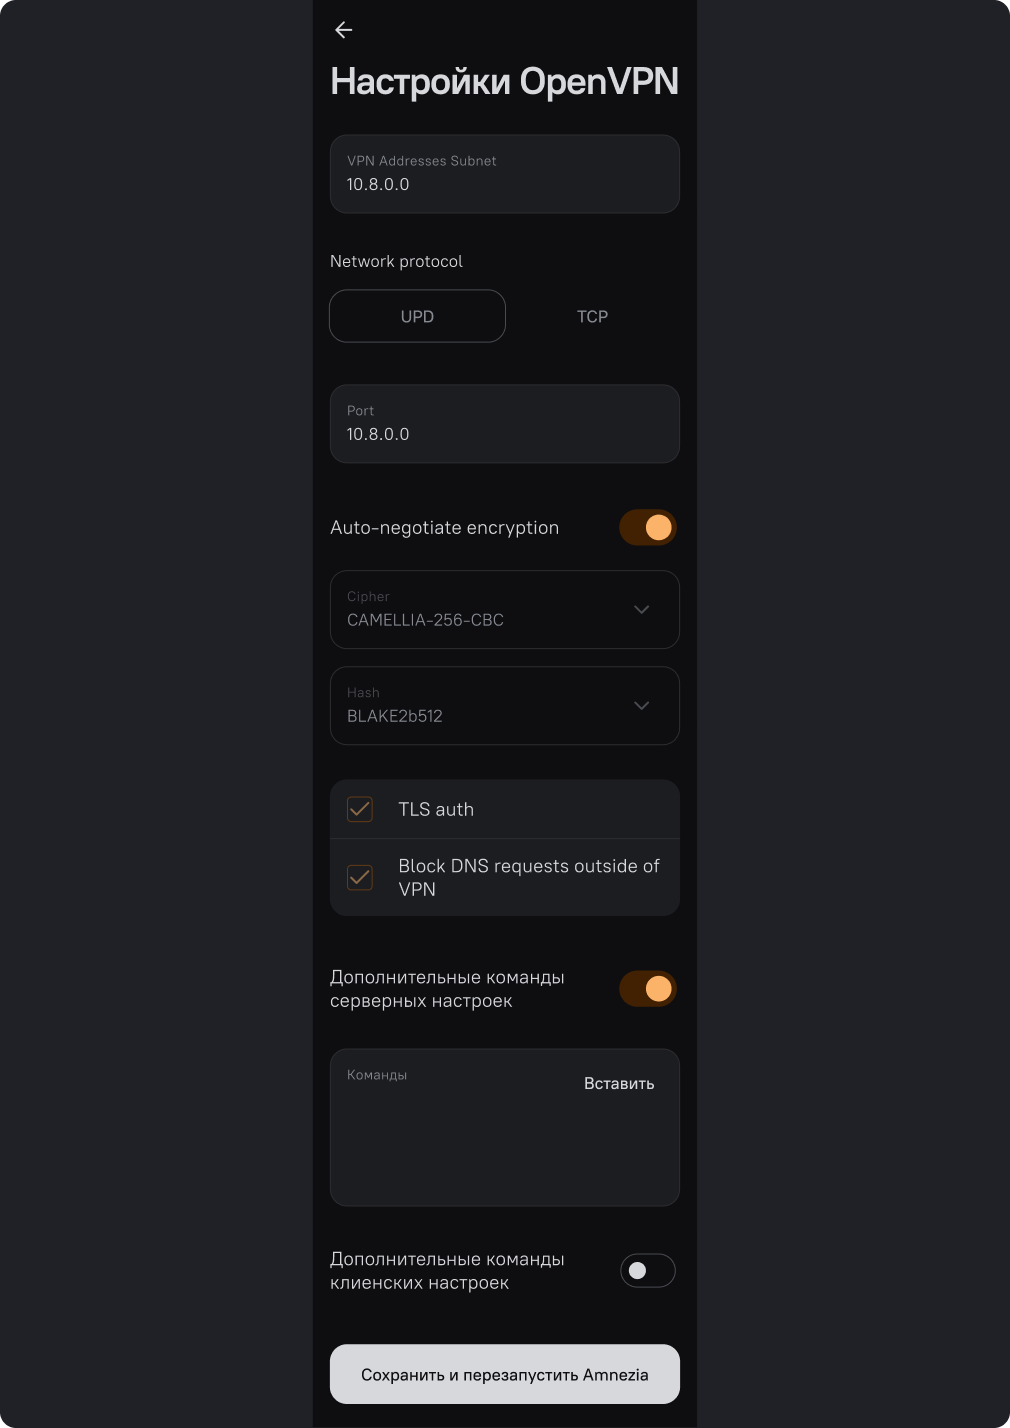 Настройки OpenVPN
VPN Addresses Subnet
10.8.0.0
Network protocol
UPD
TCP
Port
10.8.0.0
Auto-negotiate encryption
Cipher
CAMELLIA-256-CBC
Hash
BLAKE2b512
TLS auth
Block DNS requests outside of
VPN
Дополнительные команды
серверных настроек
Команды
Вставить
Дополнительные команды
клиенских настроек
Сохранить и перезапустить Amnezia